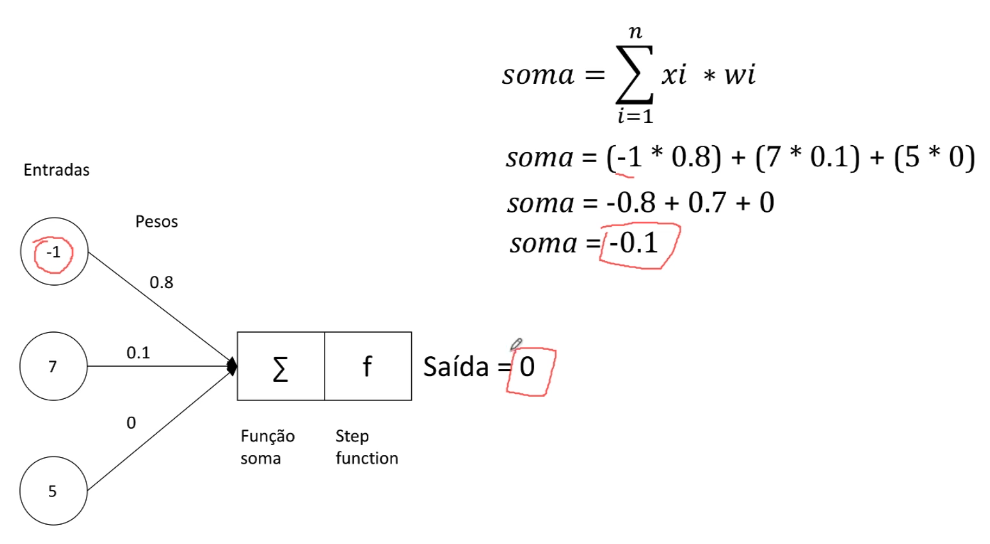 n
soma = ∑ xi * wi
i=1
soma = (-1 * 0.8) + (7 * 0.1) + (5 * 0)
soma = -0.8 + 0.7 + 0
soma = -0.1
Entradas
Pesos
-1
0.8
7
0.1
∑
f
Saída = 0
0
Função
soma
Step
function
5